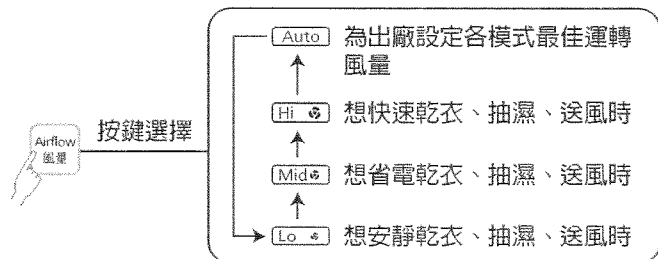 Auto 為出廠設定各模式最佳運轉
風量
Hi 想快速乾衣、抽濕、送風時
Airflow
風量
按鍵選擇
Mid 想省電乾衣、抽濕、送風時
Lo 想安靜乾衣、抽濕、送風時